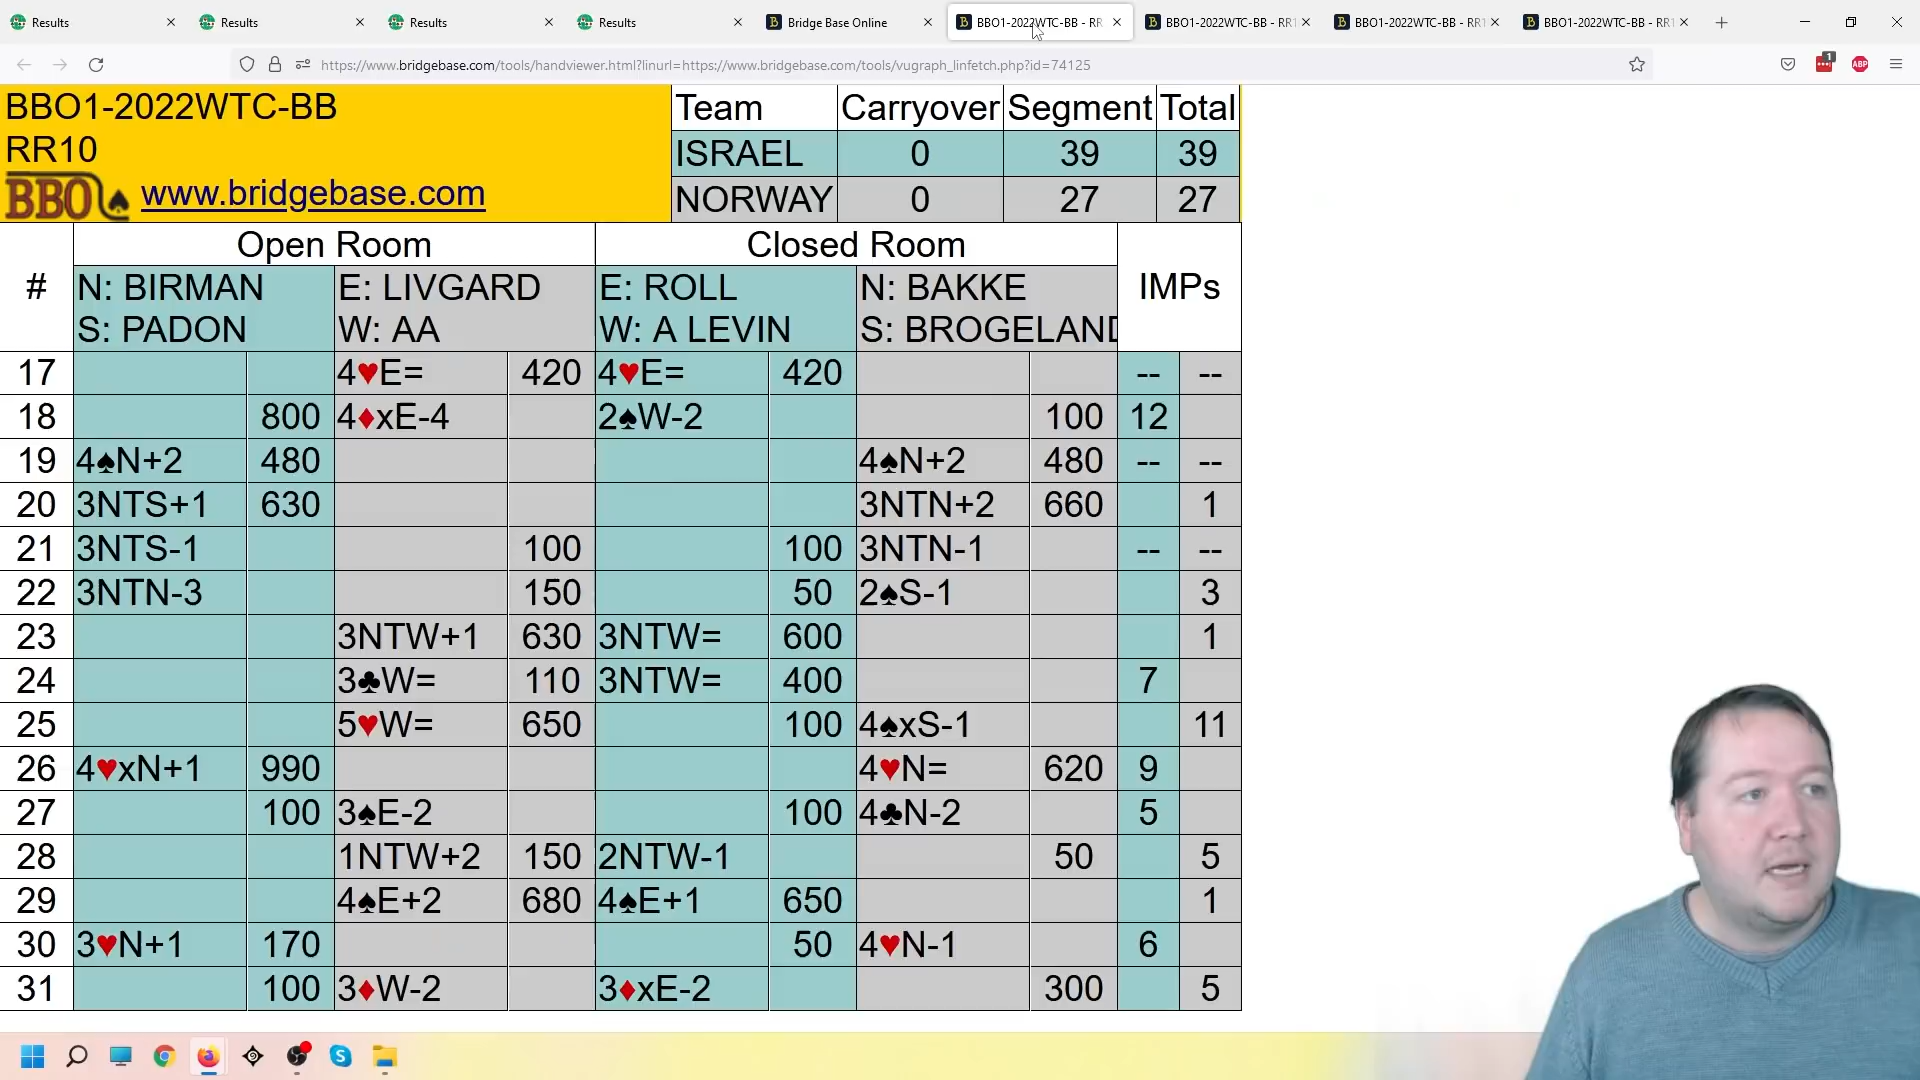 Results
Results
Results
Results
Bridge Base Online
BBO1-2022WTC-BB - RR
BBO1-2022WTC-BB - RR1
BBO1-2022WTC-BB - RR1
BBO1-2022WTC-BB - RR1
https://www.bridgebase.com/tools/handviewer.html?linurl=https://www.bridgebase.com/tools/vugraph_linfetch.php?id=74125
1
ABP
BBO1-2022WTC-BB
RR10
BBO www.bridgebase.com
Team Carryover Segment Total
ISRAEL 0 39 39
NORWAY 0 27 27
# Open Room Closed Room IMPs
N: BIRMAN E: LIVGARD E: ROLL N: BAKKE
S: PADON W: AA W: A LEVIN S: BROGELAND
17 4♥E= 420 4♥E= 420 -- --
18 800 4♦xE-4 2♠W-2 100 12
19 4♠N+2 480 4♠N+2 480 -- --
20 3NTS+1 630 3NTN+2 660 1
21 3NTS-1 100 100 3NTN-1 -- --
22 3NTN-3 150 50 2♠S-1 3
23 3NTW+1 630 3NTW= 600 1
24 3♣W= 110 3NTW= 400 7
25 5♥W= 650 100 4♠xS-1 11
26 4♥xN+1 990 4♥N= 620 9
27 100 3♠E-2 100 4♣N-2 5
28 1NTW+2 150 2NTW-1 50 5
29 4♠E+2 680 4♠E+1 650 1
30 3♥N+1 170 50 4♥N-1 6
31 100 3♦W-2 3♦xE-2 300 5